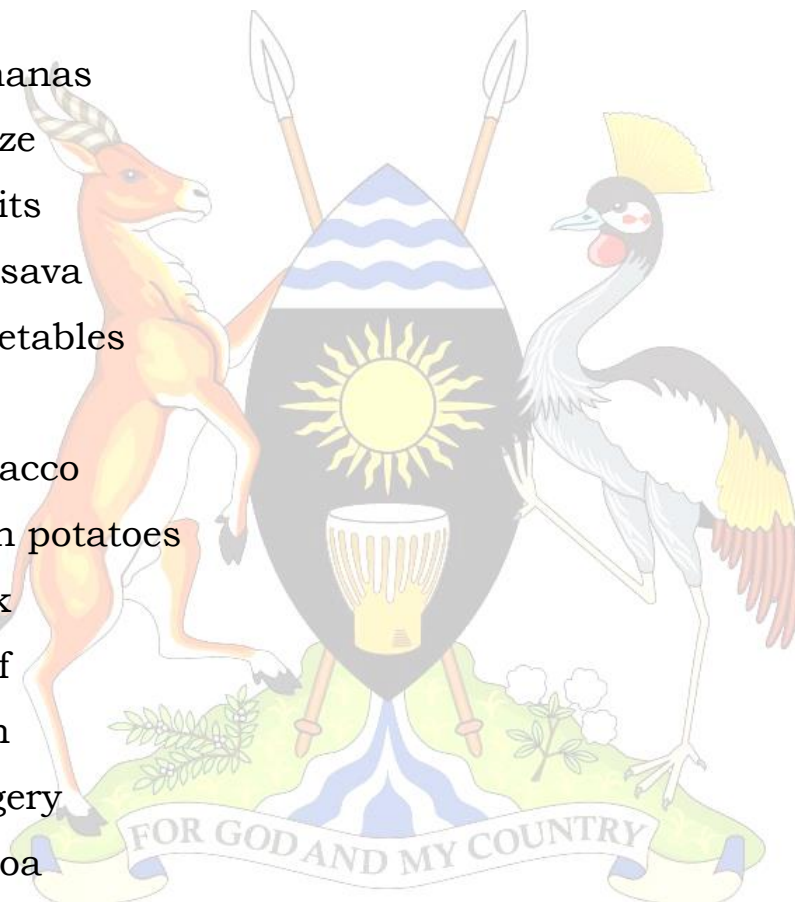 nanas
ze
its
sava
etables
acco
n potatoes
k
f
n
gery
oa
FOR GOD AND MY COUNTRY